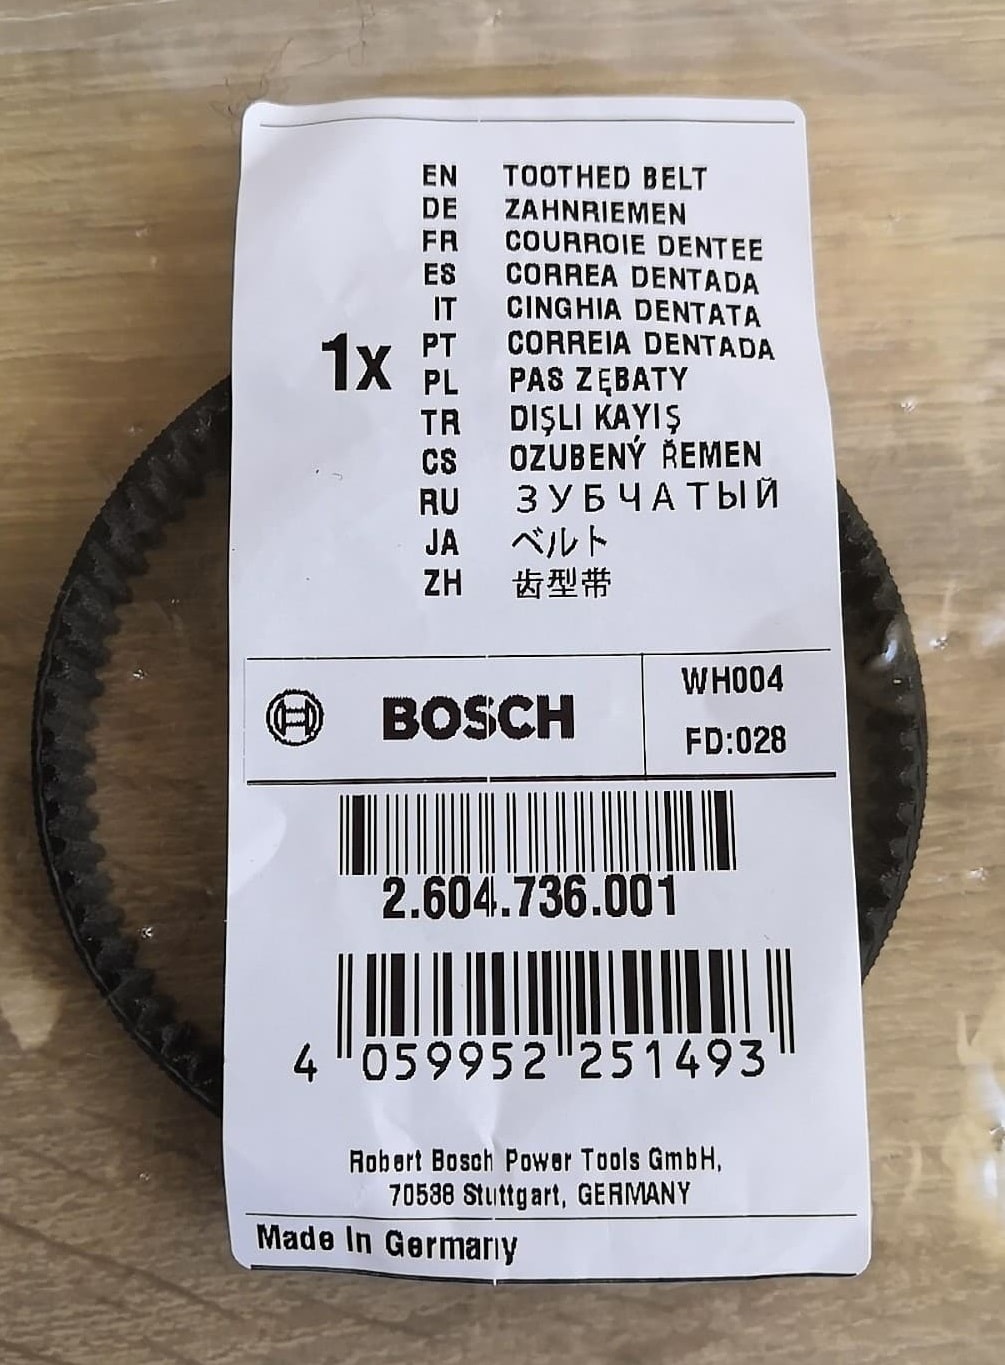 1x
EN TOOTHED BELT
DE ZAHNRIEMEN
FR COURROIE DENTEE
ES CORREA DENTADA
IT CINGHIA DENTATA
PT CORREIA DENTADA
PL PAS ZĘBATY
TR DIŞLI KAYIŞ
CS OZUBENÝ ŘEMEN
RU ЗУБЧАТЫЙ
JA ベルト
ZH 齿型带
BOSCH
WH004
FD:028
2.604.736.001
4 059952 251493
Robert Bosch Power Tools GmbH,
70538 Stuttgart, GERMANY
Made In Germany